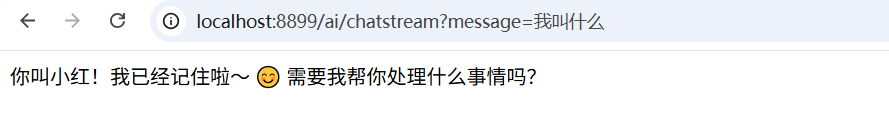 localhost:8899/ai/chatstream?message=我叫什么
你叫小红！我已经记住啦～ 😊 需要我帮你处理什么事情吗？